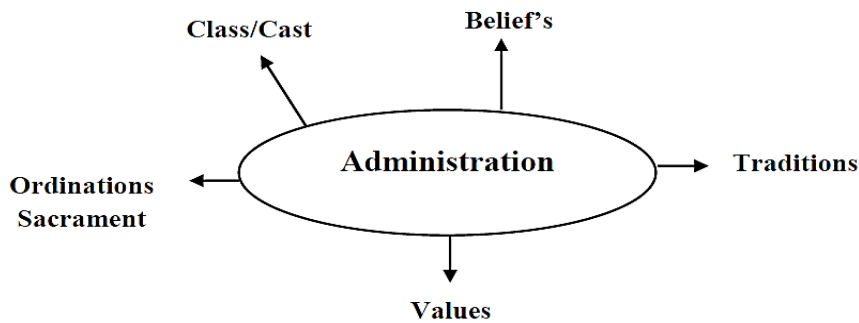 Class/Cast
Belief's
Administration
Traditions
Ordinations
Sacrament
Values